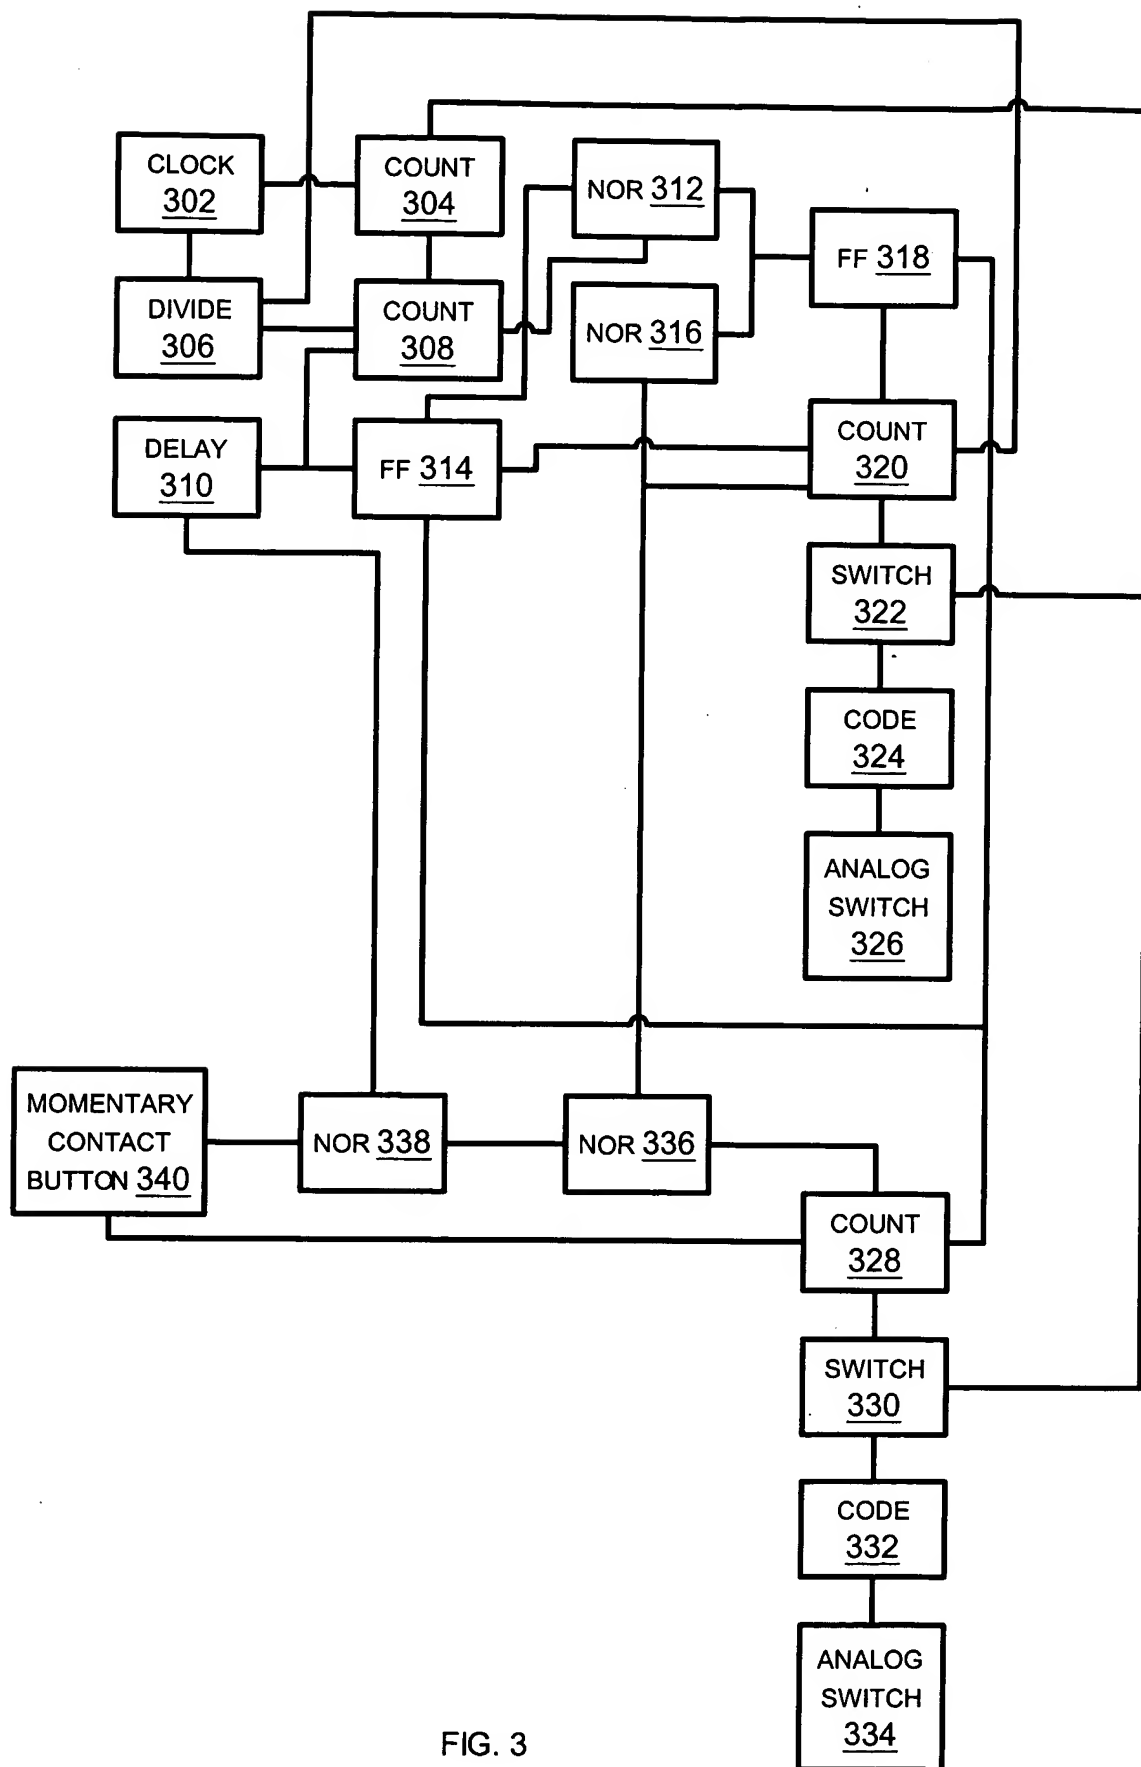 CLOCK
302
COUNT
304
NOR 312
FF 318
DIVIDE
306
COUNT
308
NOR 316
DELAY
310
FF 314
COUNT
320
SWITCH
322
CODE
324
ANALOG
SWITCH
326
MOMENTARY
CONTACT
BUTTON 340
NOR 338
NOR 336
COUNT
328
SWITCH
330
CODE
332
ANALOG
SWITCH
334
FIG. 3